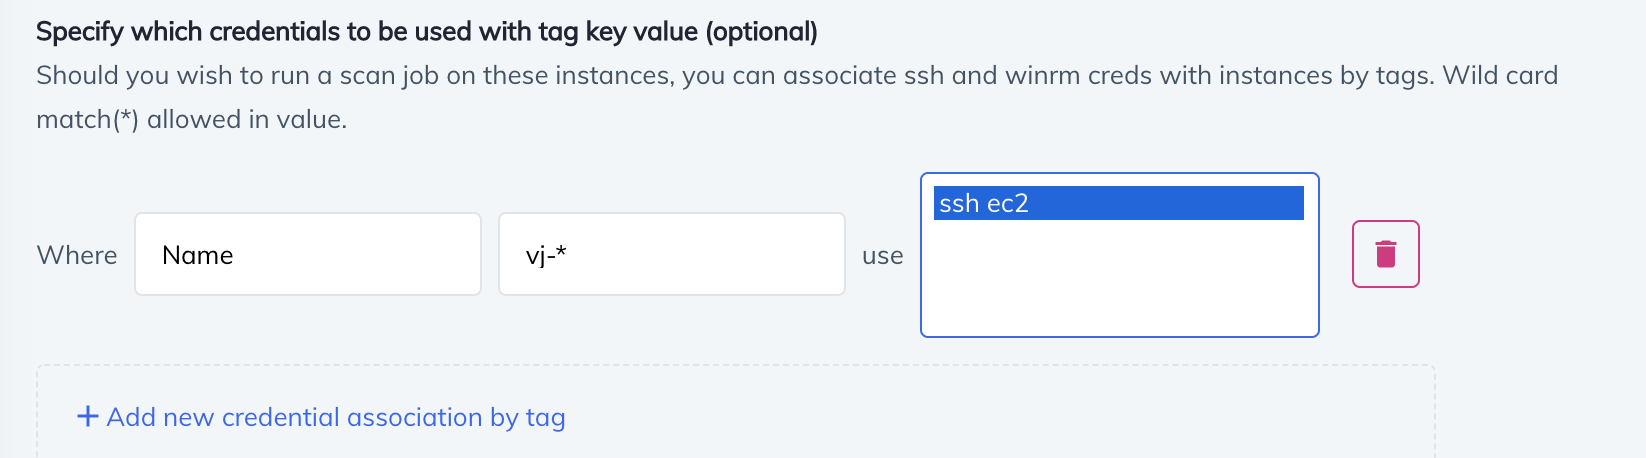 Specify which credentials to be used with tag key value (optional)
Should you wish to run a scan job on these instances, you can associate ssh and winrm creds with instances by tags. Wild card
match(*) allowed in value.
Where Name vj-* use ssh ec2
+ Add new credential association by tag